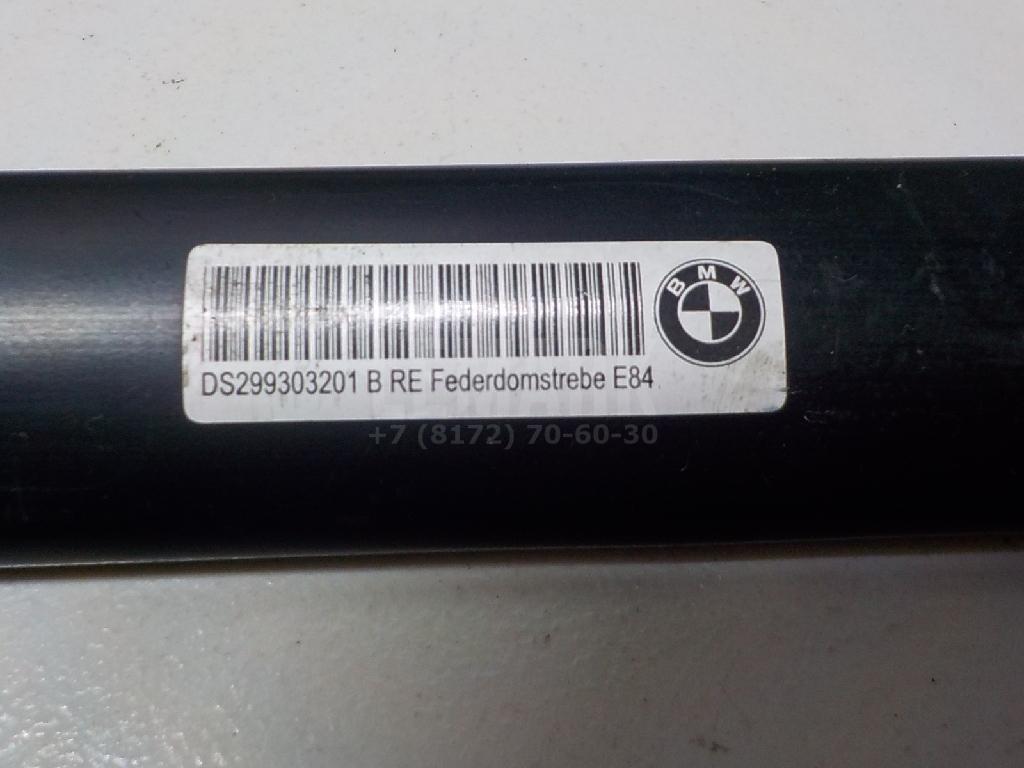 BMW
DS299303201 B RE Federdomstrebe E84
+7 (8172) 70-60-30